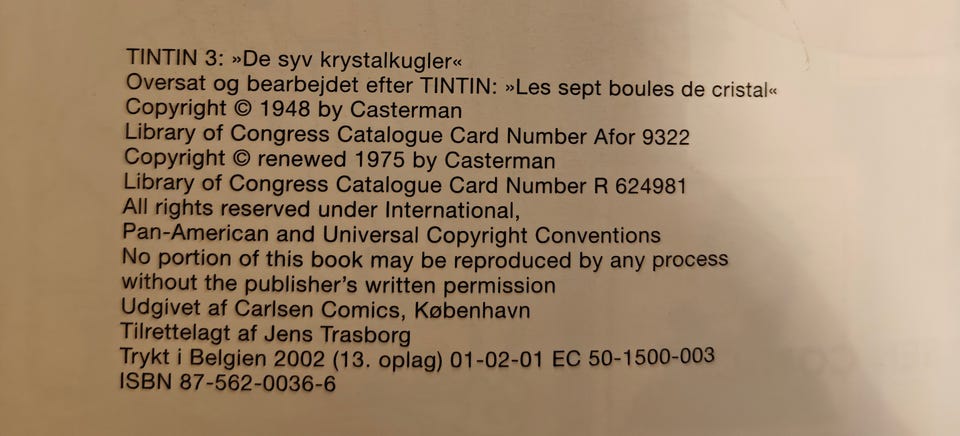 TINTIN 3: »De syv krystalkugler«
Oversat og bearbejdet efter TINTIN: »Les sept boules de cristal«
Copyright © 1948 by Casterman
Library of Congress Catalogue Card Number Afor 9322
Copyright © renewed 1975 by Casterman
Library of Congress Catalogue Card Number R 624981
All rights reserved under International,
Pan-American and Universal Copyright Conventions
No portion of this book may be reproduced by any process
without the publisher's written permission
Udgivet af Carlsen Comics, København
Tilrettelagt af Jens Trasborg
Trykt i Belgien 2002 (13. oplag) 01-02-01 EC 50-1500-003
ISBN 87-562-0036-6